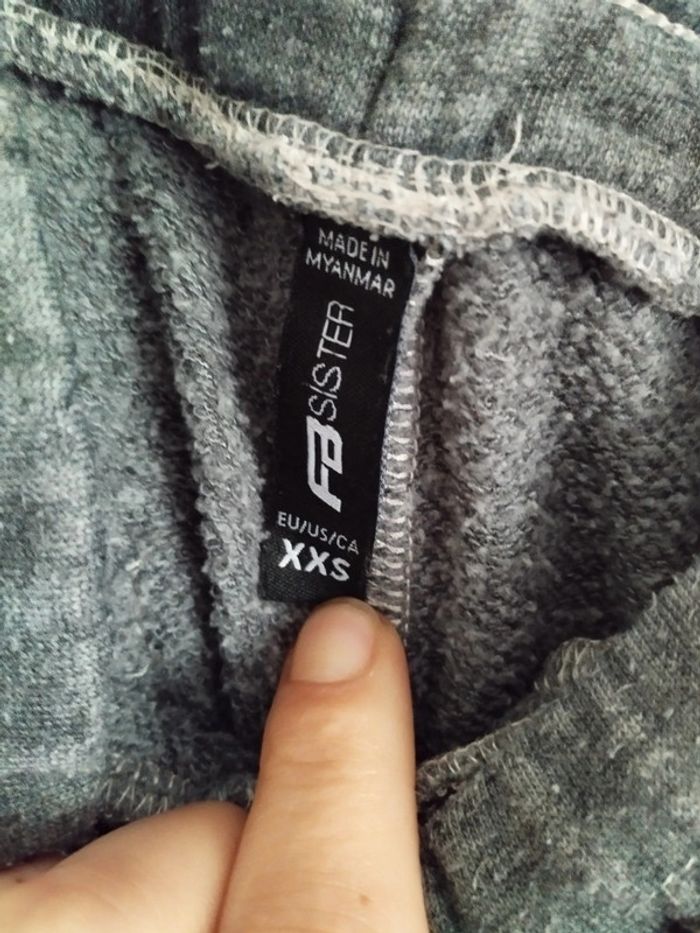 MADE IN
MYANMAR
FB SISTER
EU/US/CA
XXS